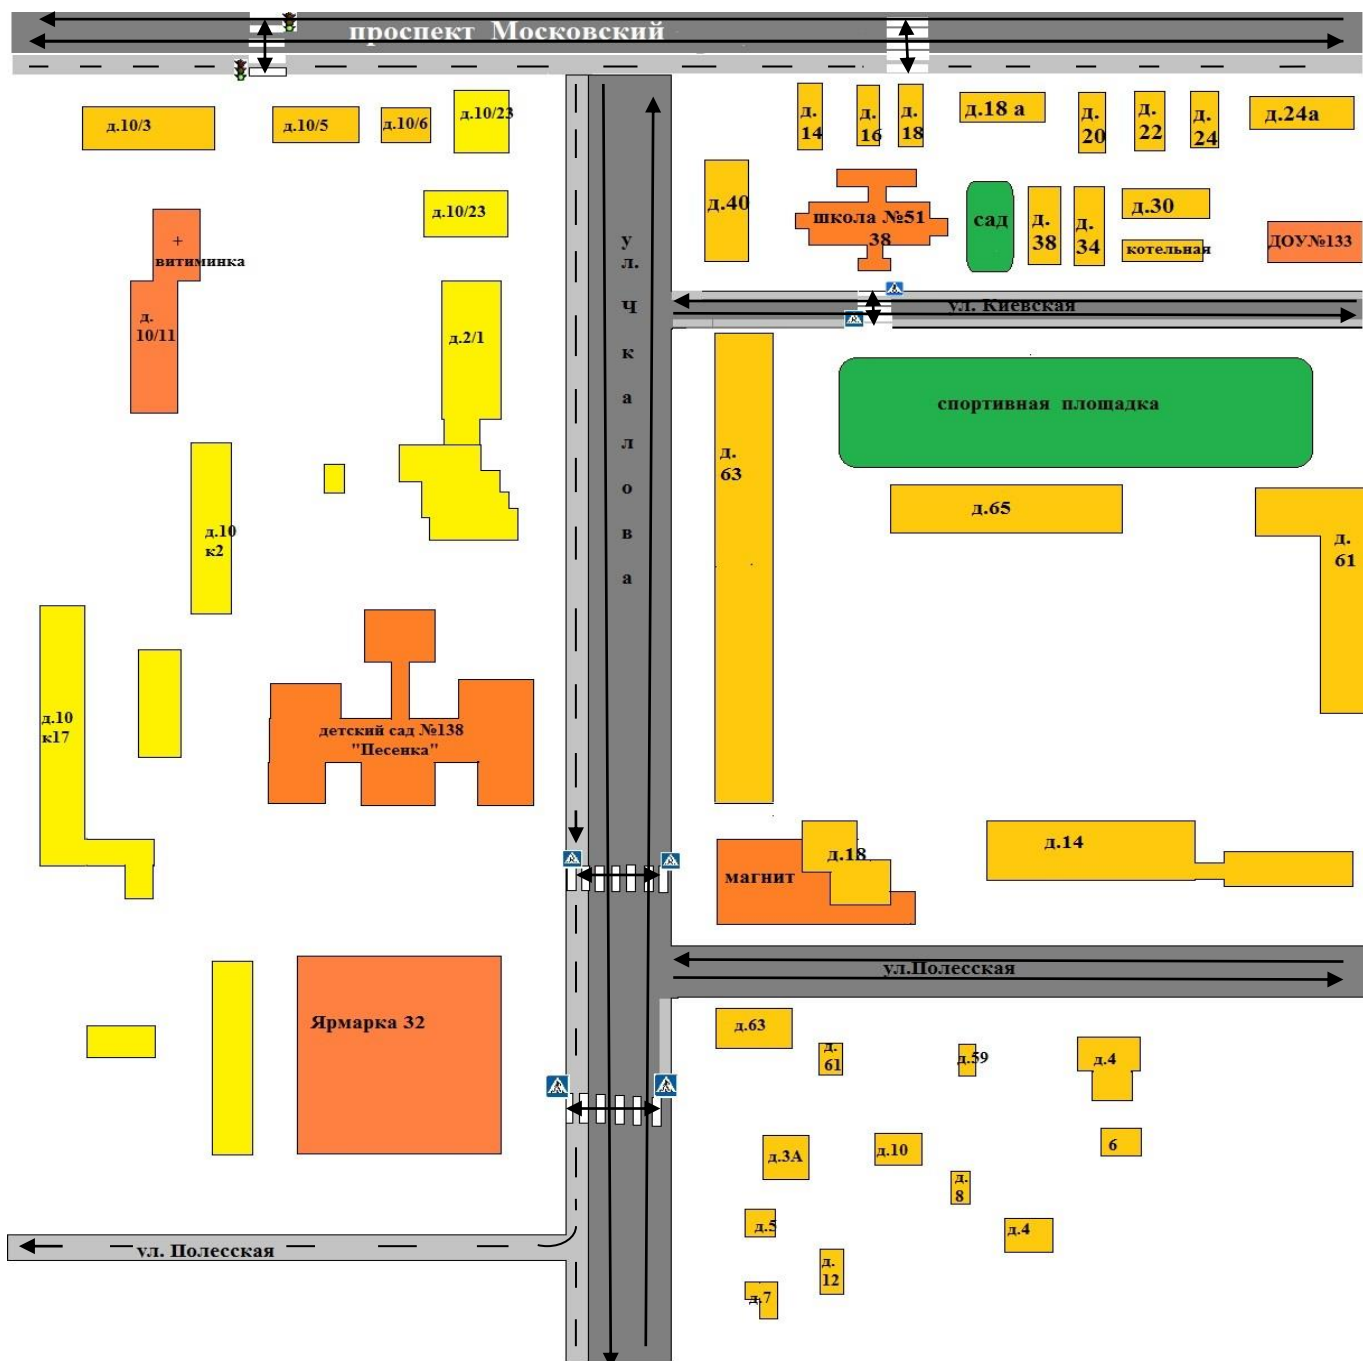 проспект Московский
д.10/3
д.10/5
д.10/6
д.10/23
д.
14
д.
16
д.
18
д.18 а
д.
20
д.
22
д.
24
д.24а
д.10/23
д.40
школа №51
38
сад
д.
38
д.
34
д.30
котельная
ДОУ№133
+
витиминка
д.
10/11
д.2/1
ул. Чкалова
ул. Киевская
спортивная площадка
д.
63
д.65
д.
61
д.10
к2
д.10
к17
детский сад №138
"Песенка"
д.18
магнит
д.14
ул.Полесская
Ярмарка 32
д.63
д.
61
д.59
д.4
6
д.3А
д.10
д.
8
д.5
д.4
д.
12
д.7
ул. Полесская